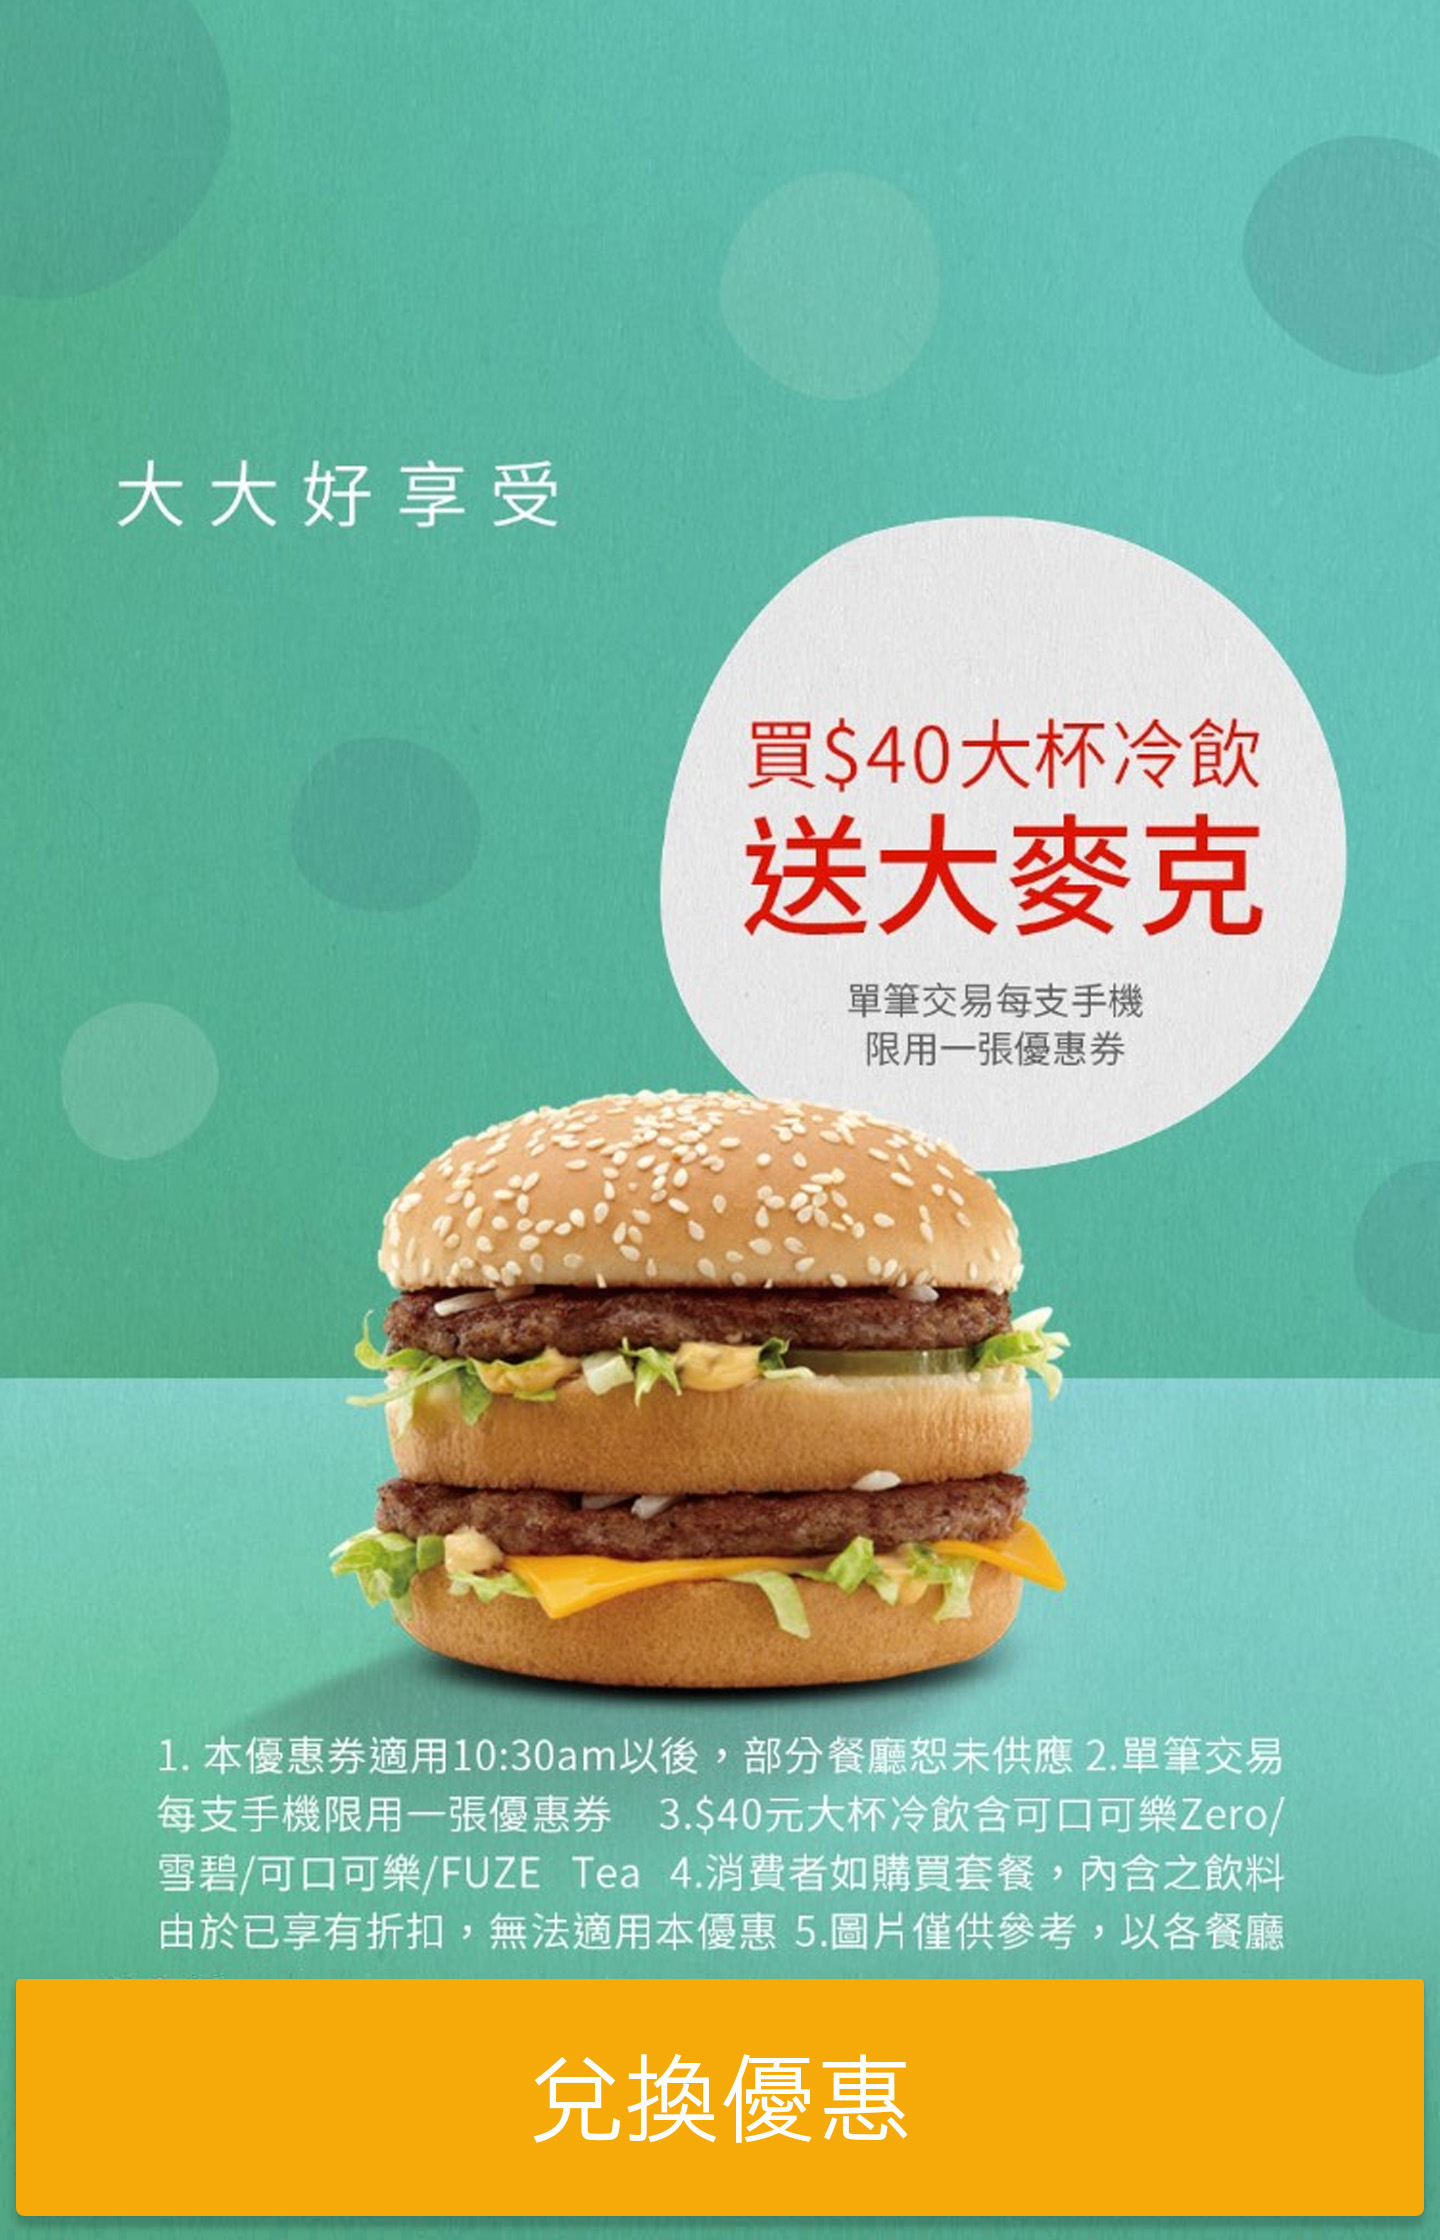 大大好享受
買$40大杯冷飲
送大麥克
單筆交易每支手機
限用一張優惠券
1. 本優惠券適用10:30am以後，部分餐廳恕未供應 2.單筆交易
每支手機限用一張優惠券 3.$40元大杯冷飲含可口可樂Zero/
雪碧/可口可樂/FUZE Tea 4.消費者如購買套餐，內含之飲料
由於已享有折扣，無法適用本優惠 5.圖片僅供參考，以各餐廳
兌換優惠